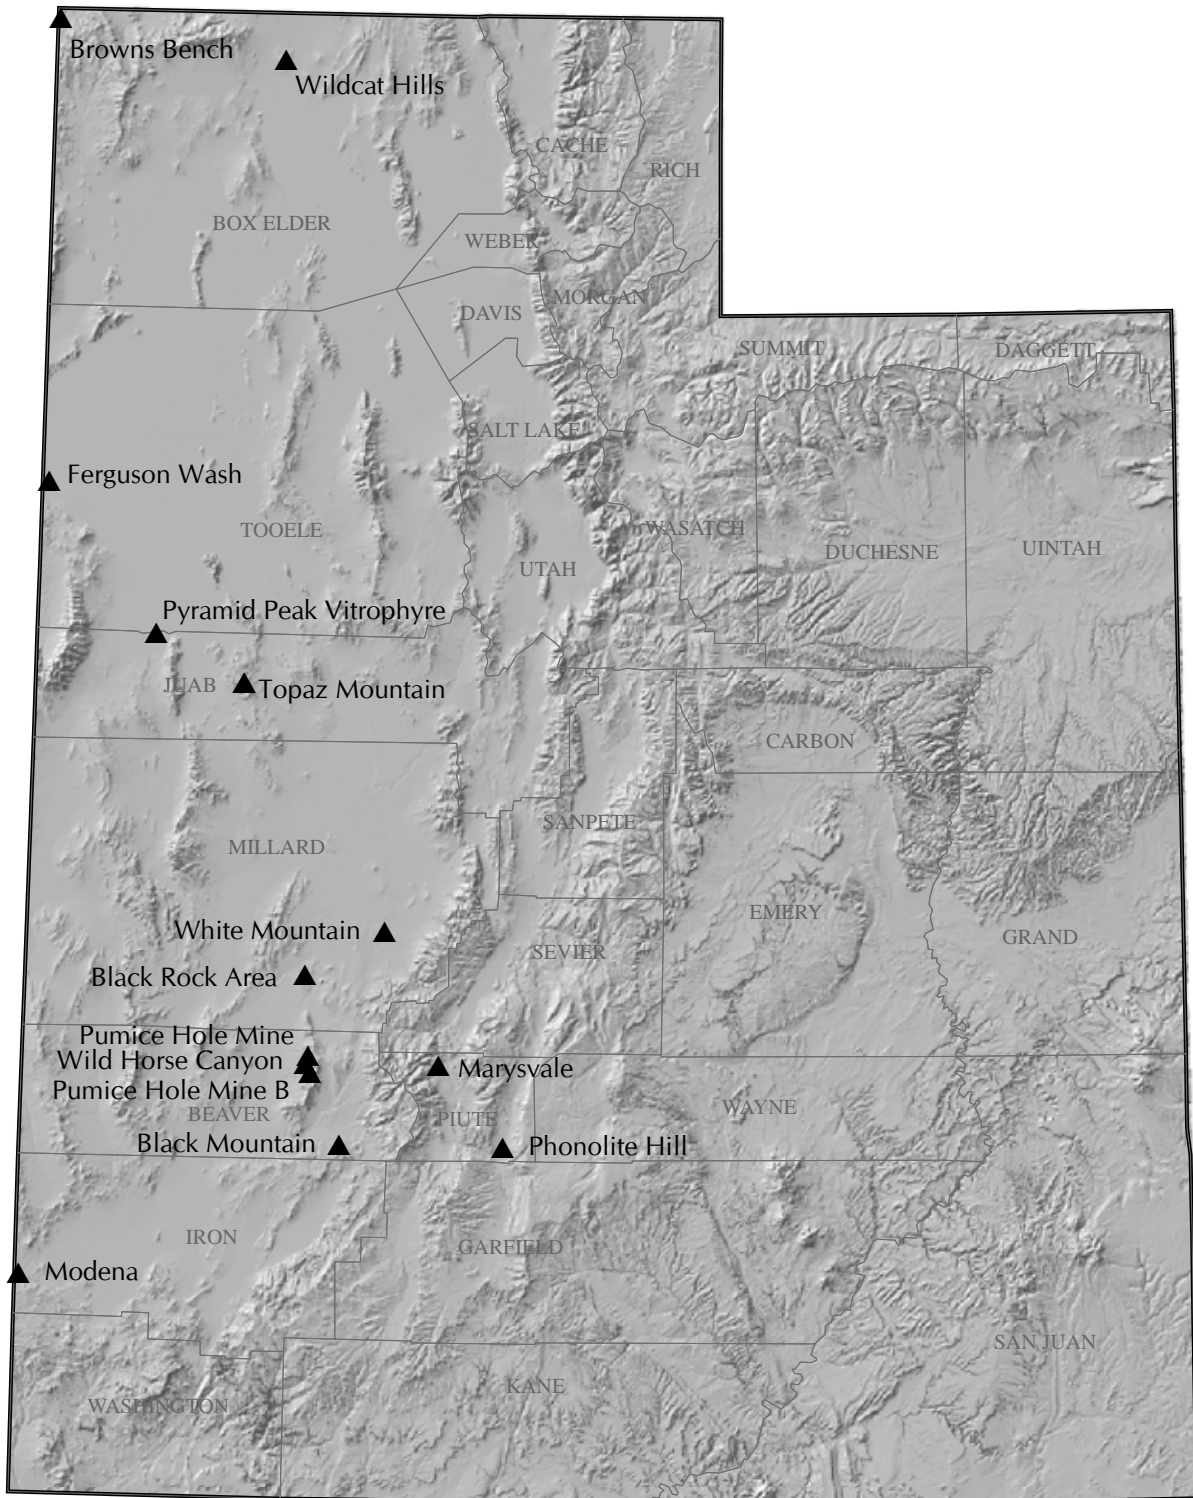 Browns Bench
Wildcat Hills
CACHE
RICH
BOX ELDER
WEBER
MORGAN
DAVIS
SUMMIT
DAGGETT
SALT LAKE
Ferguson Wash
TOOELE
WASATCH
DUCHESNE
UINTAH
UTAH
Pyramid Peak Vitrophyre
JUAB
Topaz Mountain
CARBON
SANPETE
MILLARD
EMERY
White Mountain
GRAND
SEVIER
Black Rock Area
Pumice Hole Mine
Wild Horse Canyon
Marysvale
Pumice Hole Mine B
WAYNE
BEAVER
PIUTE
Black Mountain
Phonolite Hill
IRON
GARFIELD
Modena
SAN JUAN
KANE
WASHINGTON